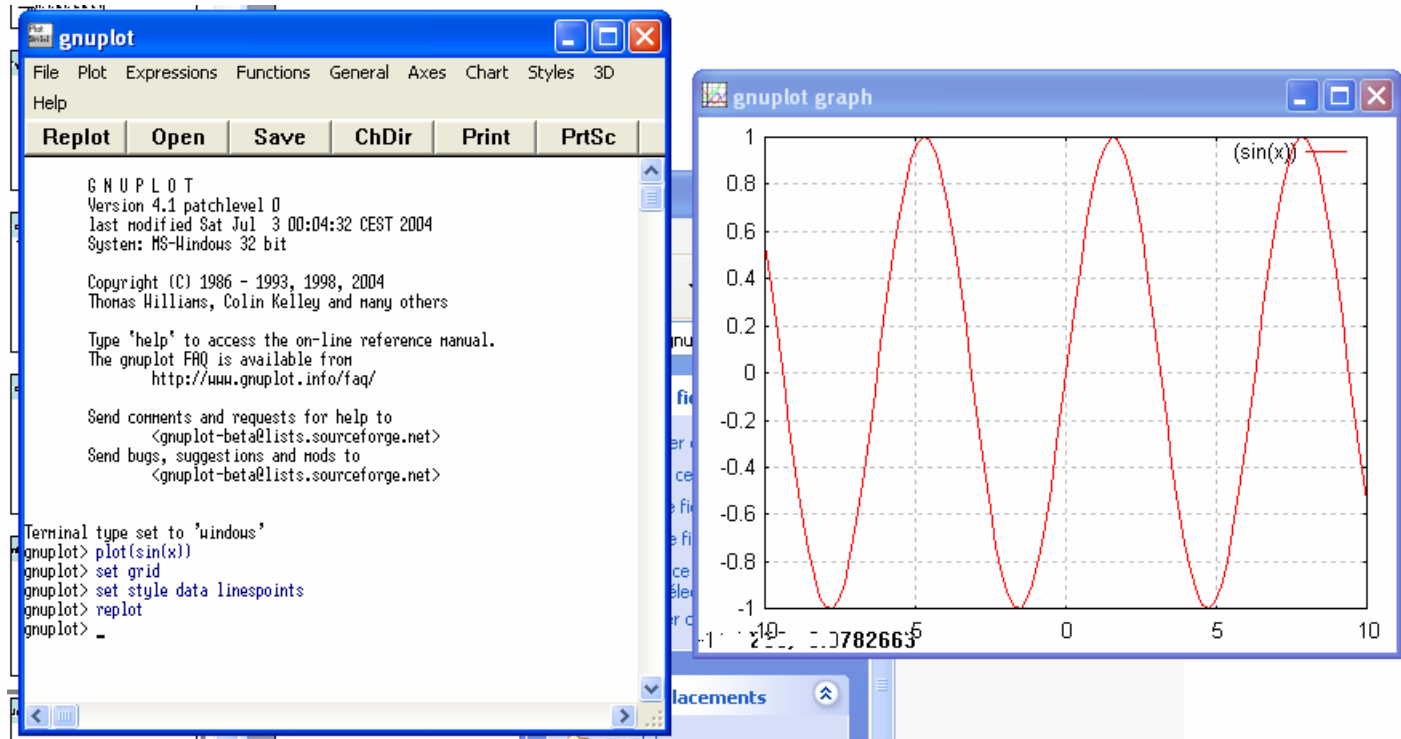 gnuplot
File Plot Expressions Functions General Axes Chart Styles 3D
Help
Replot Open Save ChDir Print PrtSc
G N U P L O T
Version 4.1 patchlevel 0
last modified Sat Jul 3 00:04:32 CEST 2004
System: MS-Windows 32 bit
Copyright (C) 1986 - 1993, 1998, 2004
Thomas Williams, Colin Kelley and many others
Type 'help' to access the on-line reference manual.
The gnuplot FAQ is available from
http://www.gnuplot.info/faq/
Send comments and requests for help to
<gnuplot-beta@lists.sourceforge.net>
Send bugs, suggestions and mods to
<gnuplot-beta@lists.sourceforge.net>
Terminal type set to 'windows'
gnuplot> plot(sin(x))
gnuplot> set grid
gnuplot> set style data linespoints
gnuplot> replot
gnuplot> _
gnuplot graph
(sin(x))
1
0.8
0.6
0.4
0.2
0
-0.2
-0.4
-0.6
-0.8
-1
-10 -5 0 5 10
lacements